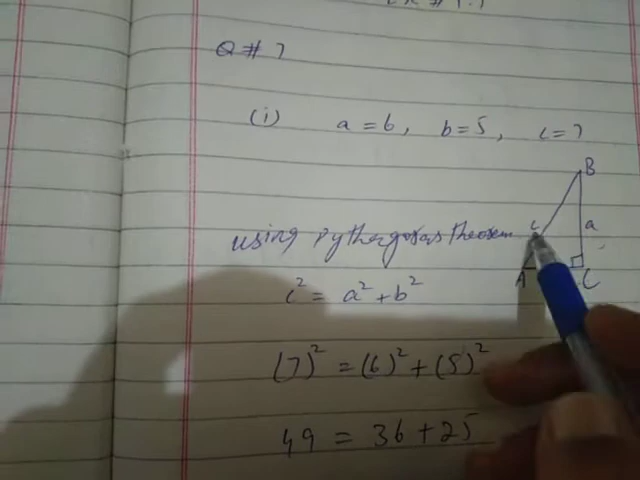 Q # 7
(i) a = 6, b = 5, c = 7
B
using Pythagoras theorem c a
A C
c² = a² + b²
(7)² = (6)² + (5)²
49 = 36 + 25